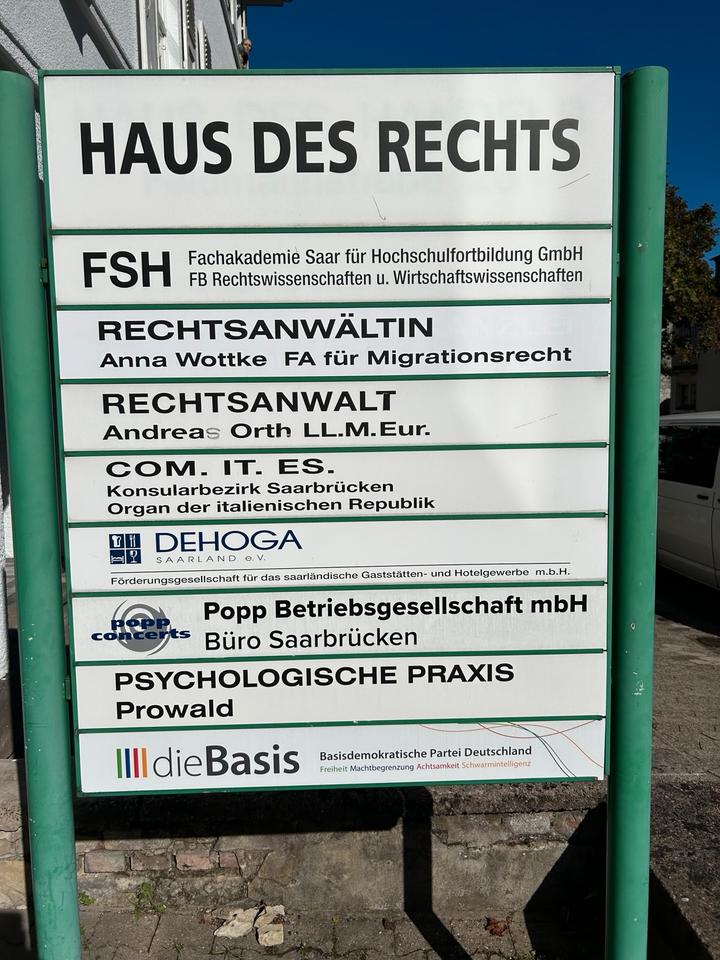 HAUS DES RECHTS
FSH
Fachakademie Saar für Hochschulfortbildung GmbH
FB Rechtswissenschaften u. Wirtschaftswissenschaften
RECHTSANWÄLTIN
Anna Wottke FA für Migrationsrecht
RECHTSANWALT
Andreas Orth LL.M.Eur.
COM. IT. ES.
Konsularbezirk Saarbrücken
Organ der italienischen Republik
DEHOGA
SAARLAND e.V.
Förderungsgesellschaft für das saarländische Gaststätten- und Hotelgewerbe m.b.H.
popp
concerts
Popp Betriebsgesellschaft mbH
Büro Saarbrücken
PSYCHOLOGISCHE PRAXIS
Prowald
dieBasis
Basisdemokratische Partei Deutschland
Freiheit Machtbegrenzung Achtsamkeit Schwarmintelligenz